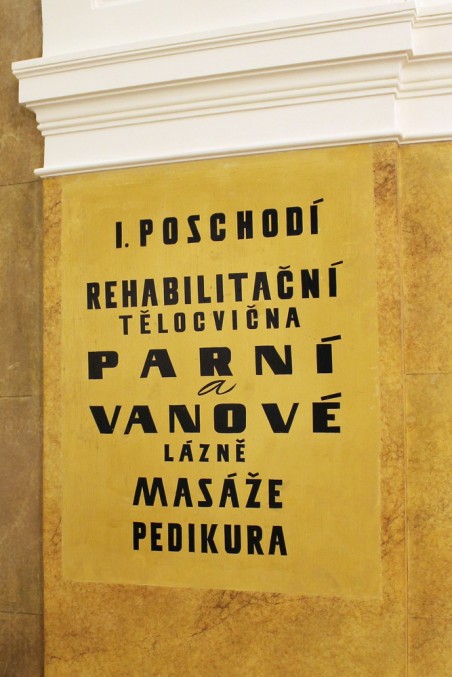 I. POSCHODÍ
REHABILITAČNÍ
TĚLOCVIČNA
PARNÍ
a
VANOVÉ
LÁZNĚ
MASÁŽE
PEDIKURA